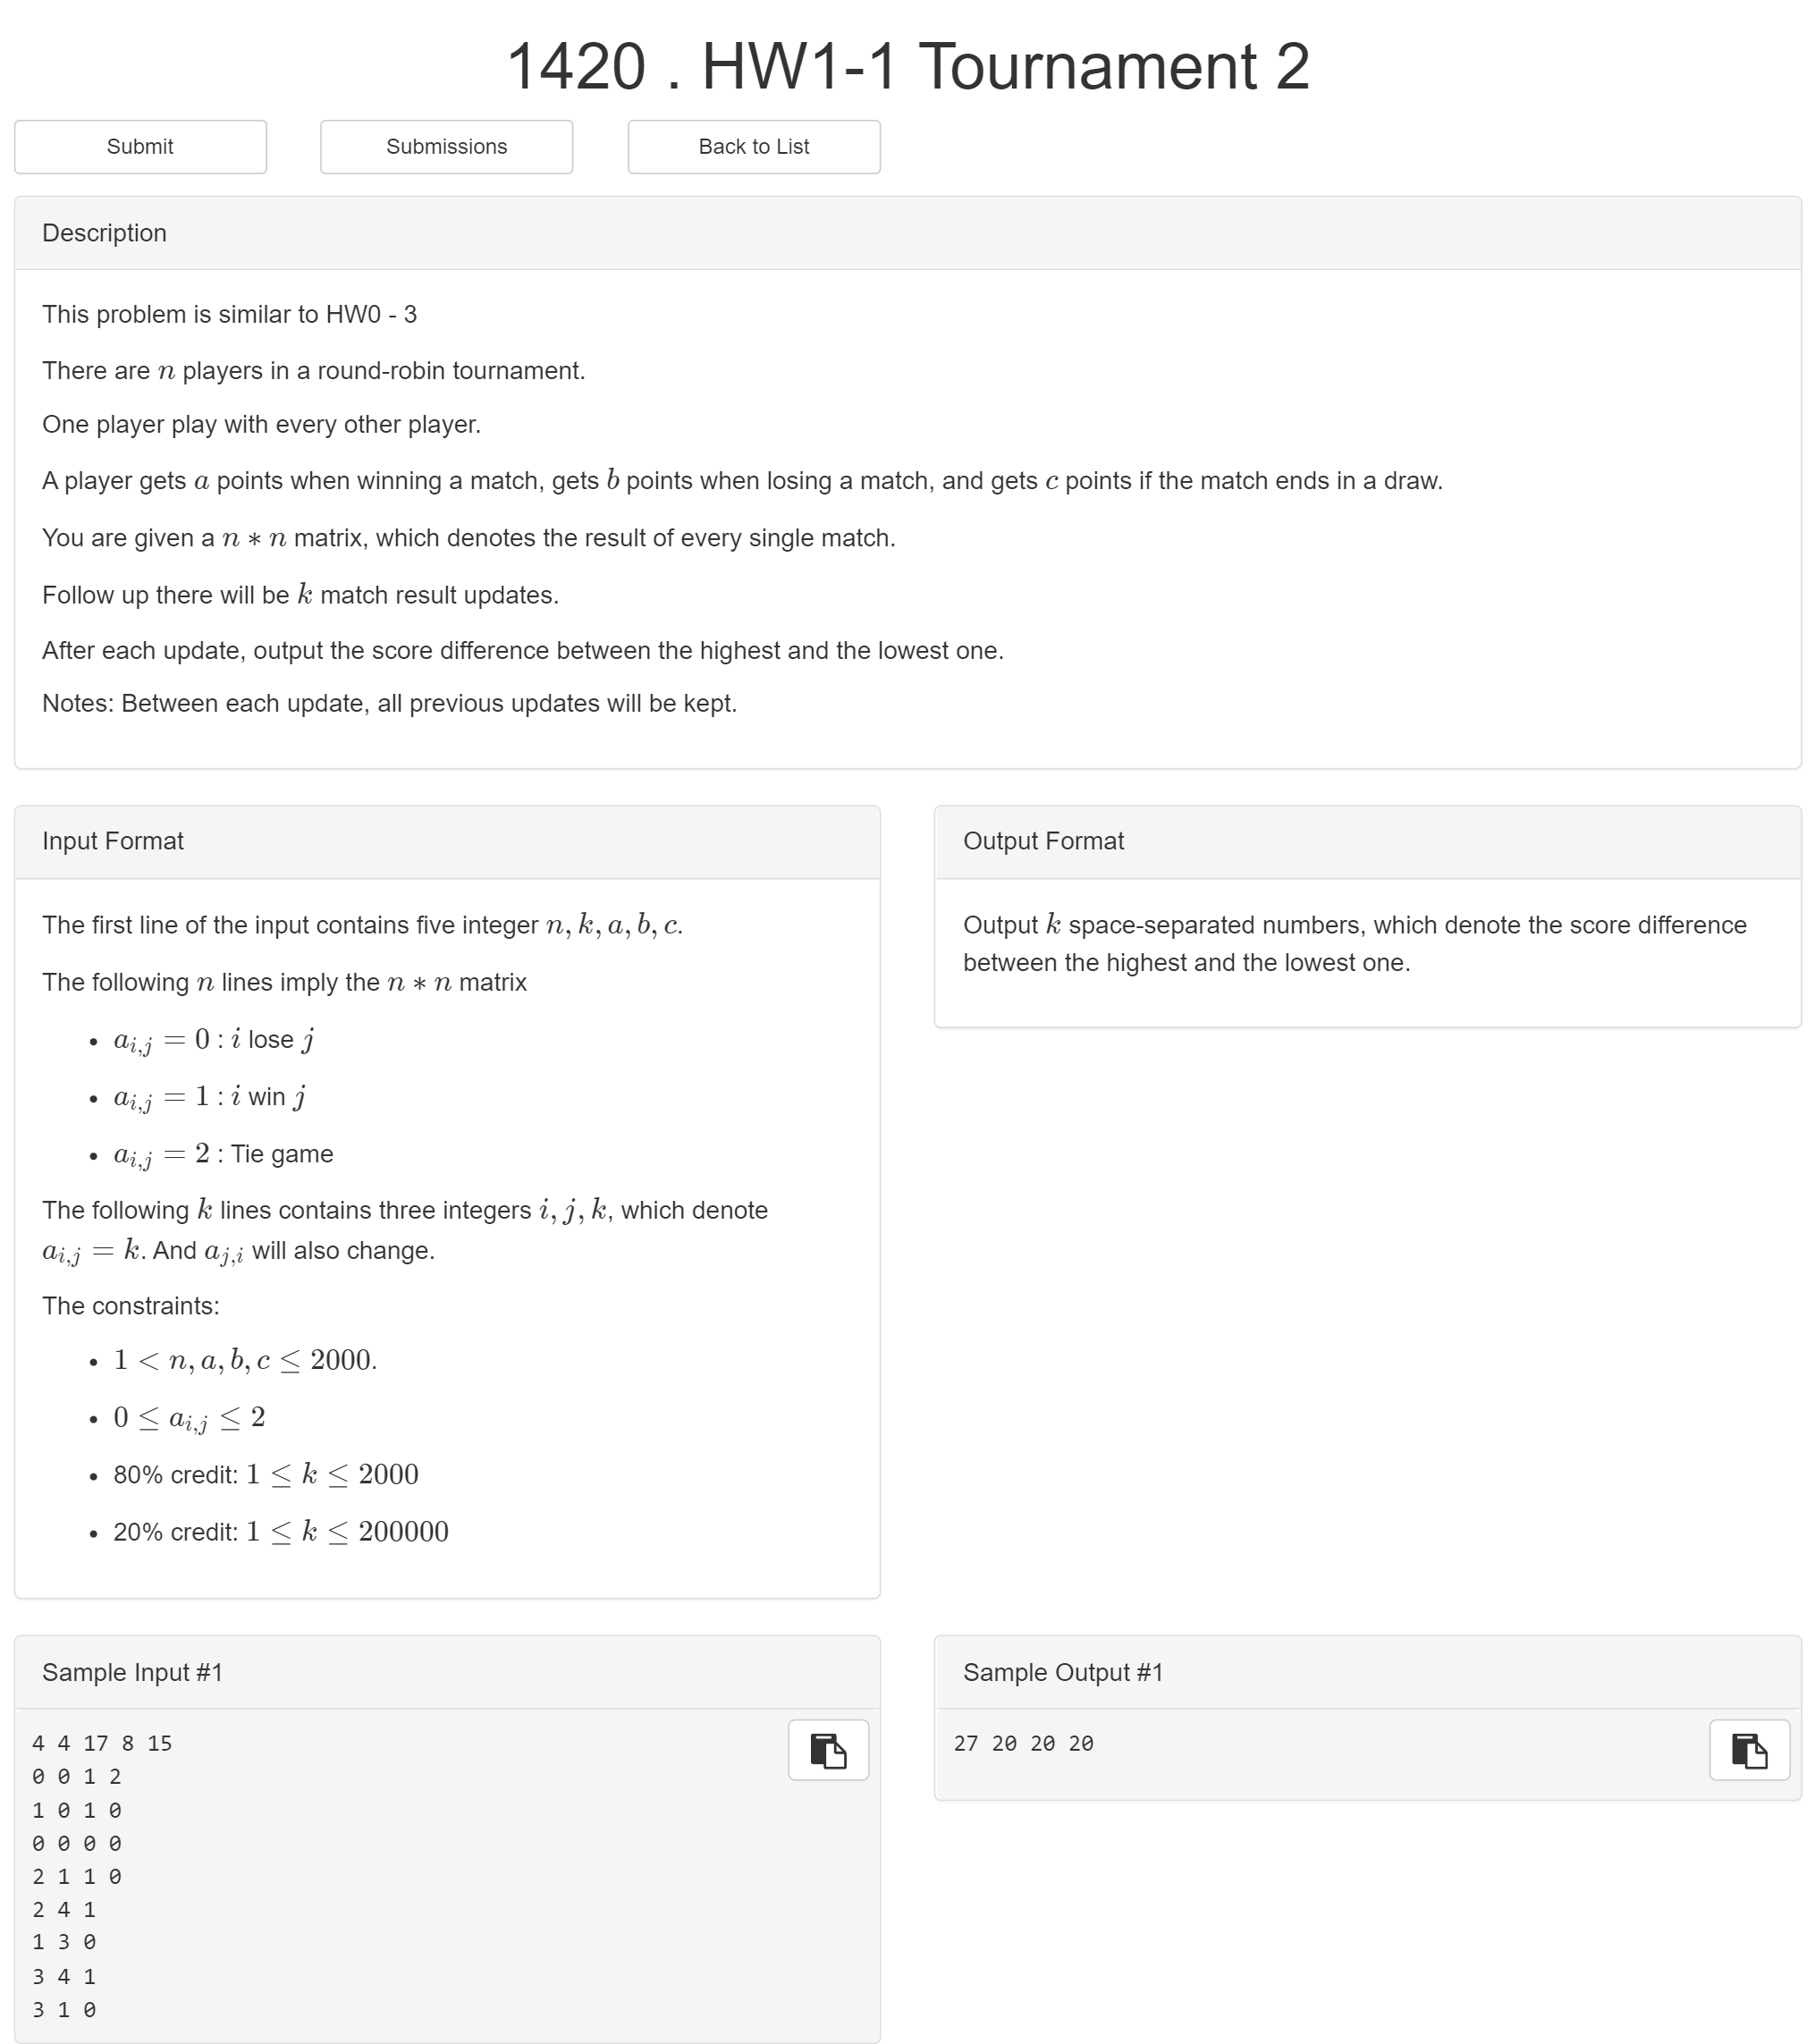 1420 . HW1-1 Tournament 2
Submit
Submissions
Back to List
Description
This problem is similar to HW0 - 3
There are n players in a round-robin tournament.
One player play with every other player.
A player gets a points when winning a match, gets b points when losing a match, and gets c points if the match ends in a draw.
You are given a n ∗ n matrix, which denotes the result of every single match.
Follow up there will be k match result updates.
After each update, output the score difference between the highest and the lowest one.
Notes: Between each update, all previous updates will be kept.
Input Format
The first line of the input contains five integer n, k, a, b, c.
The following n lines imply the n ∗ n matrix
• a_{i,j} = 0 : i lose j
• a_{i,j} = 1 : i win j
• a_{i,j} = 2 : Tie game
The following k lines contains three integers i, j, k, which denote
a_{i,j} = k. And a_{j,i} will also change.
The constraints:
• 1 < n, a, b, c ≤ 2000.
• 0 ≤ a_{i,j} ≤ 2
• 80% credit: 1 ≤ k ≤ 2000
• 20% credit: 1 ≤ k ≤ 200000
Output Format
Output k space-separated numbers, which denote the score difference
between the highest and the lowest one.
Sample Input #1
4 4 17 8 15
0 0 1 2
1 0 1 0
0 0 0 0
2 1 1 0
2 4 1
1 3 0
3 4 1
3 1 0
Sample Output #1
27 20 20 20